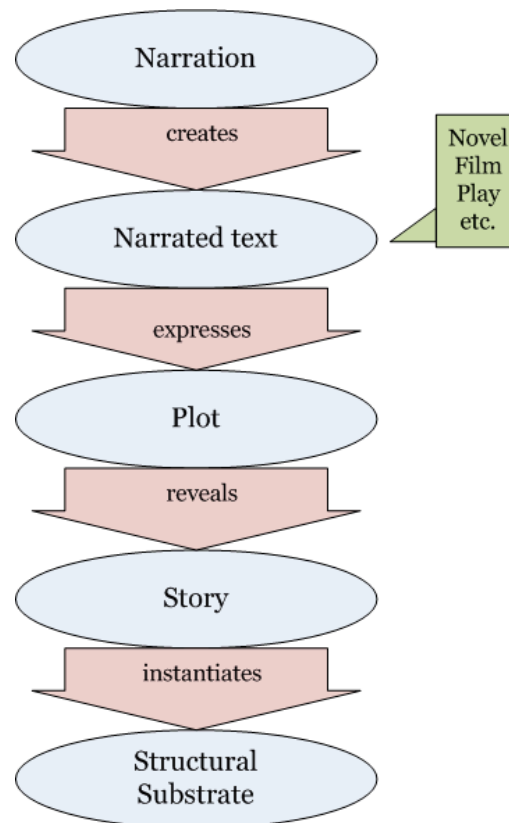 Narration
creates
Novel
Film
Play
etc.
Narrated text
expresses
Plot
reveals
Story
instantiates
Structural
Substrate